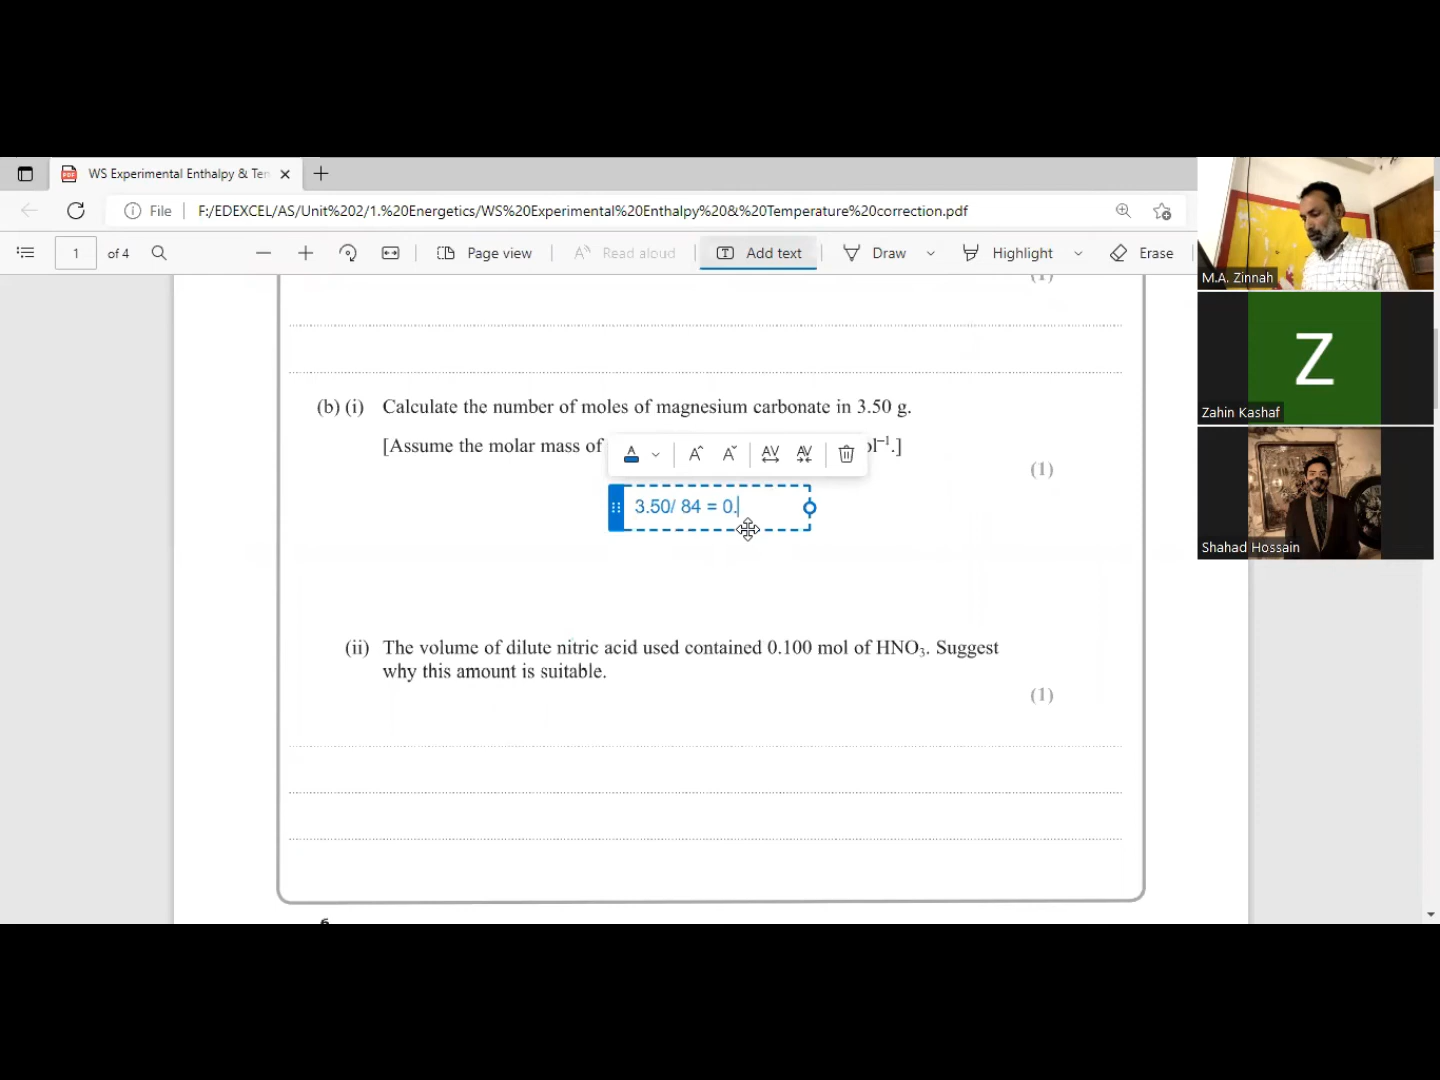 WS Experimental Enthalpy & Ten
File
F:/EDEXCEL/AS/Unit%202/1.%20Energetics/WS%20Experimental%20Enthalpy%20&%20Temperature%20correction.pdf
1 of 4
Page view
Read aloud
Add text
Draw
Highlight
Erase
M.A. Zinnah
Z
Zahin Kashaf
Shahad Hossain
(1)
(b) (i) Calculate the number of moles of magnesium carbonate in 3.50 g.
[Assume the molar mass of ol⁻¹.]
(1)
3.50/ 84 = 0.
(ii) The volume of dilute nitric acid used contained 0.100 mol of HNO₃. Suggest
why this amount is suitable.
(1)